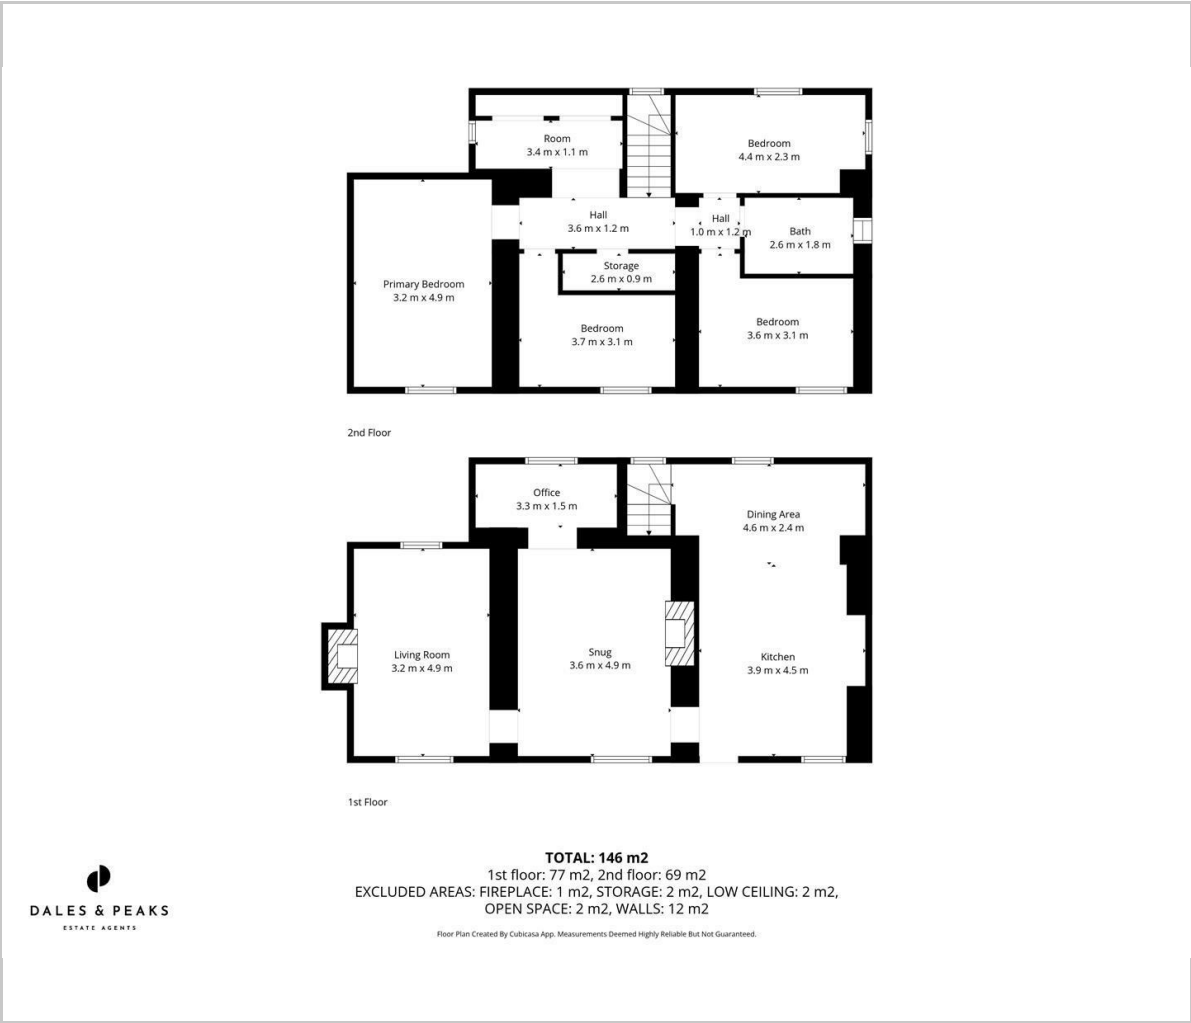 Room
3.4 m x 1.1 m
Bedroom
4.4 m x 2.3 m
Hall
3.6 m x 1.2 m
Hall
1.0 m x 1.2 m
Bath
2.6 m x 1.8 m
Storage
2.6 m x 0.9 m
Primary Bedroom
3.2 m x 4.9 m
Bedroom
3.7 m x 3.1 m
Bedroom
3.6 m x 3.1 m
2nd Floor
Office
3.3 m x 1.5 m
Dining Area
4.6 m x 2.4 m
Living Room
3.2 m x 4.9 m
Snug
3.6 m x 4.9 m
Kitchen
3.9 m x 4.5 m
1st Floor
TOTAL: 146 m2
1st floor: 77 m2, 2nd floor: 69 m2
EXCLUDED AREAS: FIREPLACE: 1 m2, STORAGE: 2 m2, LOW CEILING: 2 m2,
OPEN SPACE: 2 m2, WALLS: 12 m2
Floor Plan Created By Cubicasa App. Measurements Deemed Highly Reliable But Not Guaranteed.
DALES & PEAKS
ESTATE AGENTS